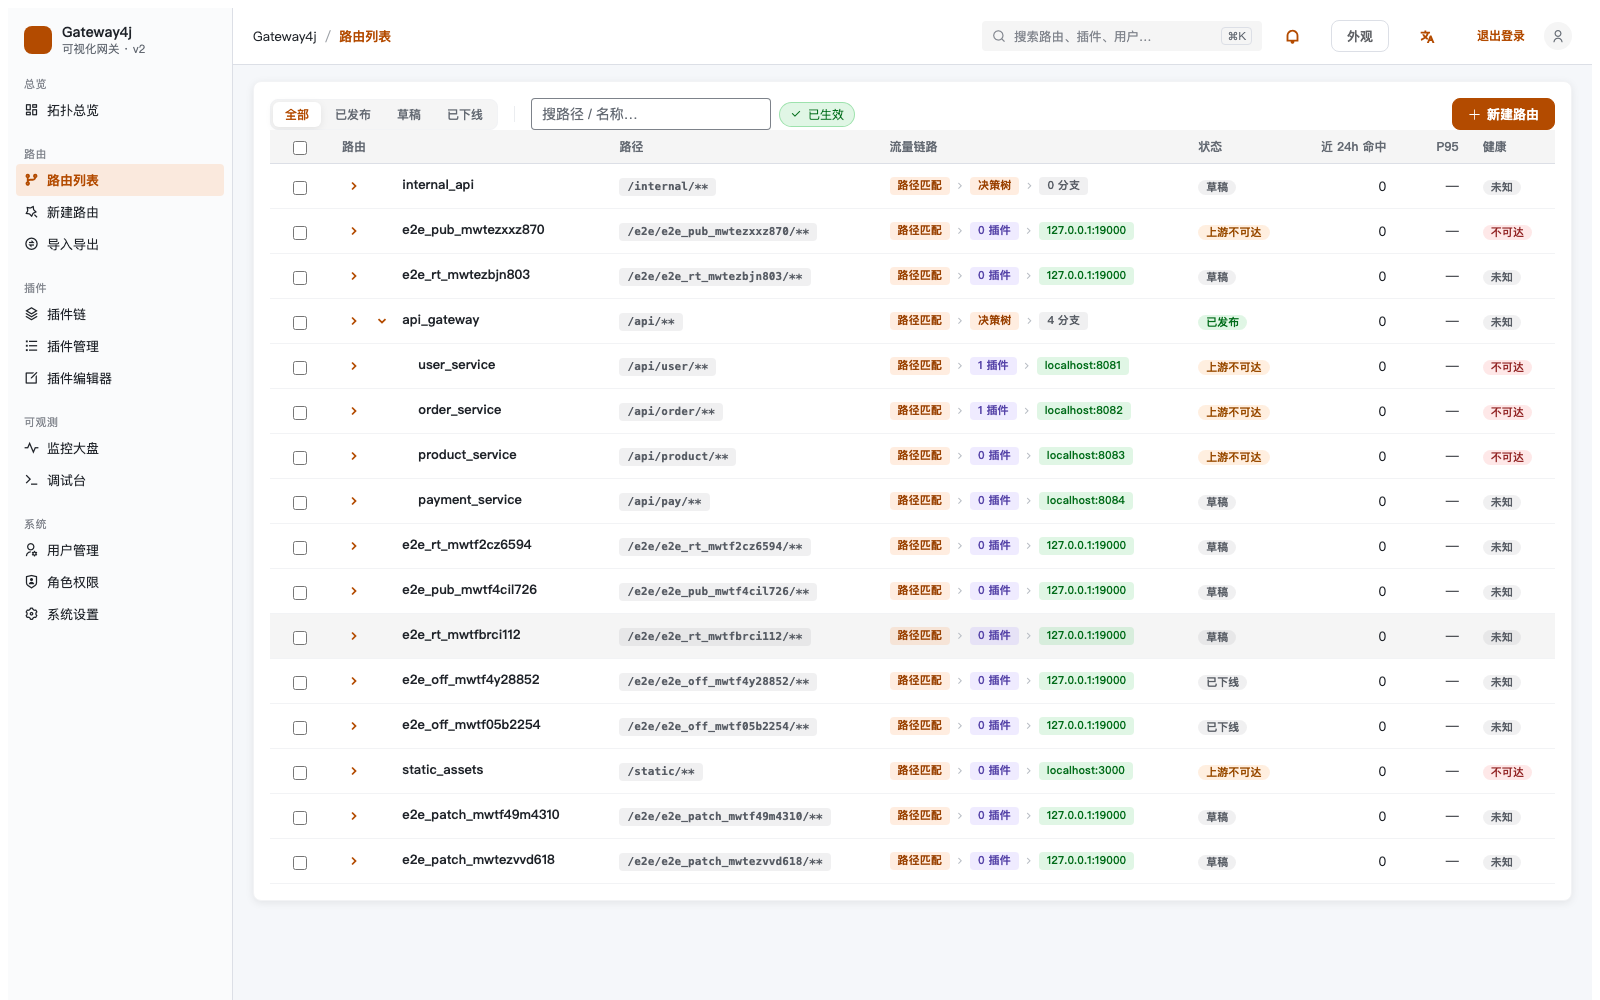 Gateway4j
可视化网关 · v2
总览
拓扑总览
路由
路由列表
新建路由
导入导出
插件
插件链
插件管理
插件编辑器
可观测
监控大盘
调试台
系统
用户管理
角色权限
系统设置
Gateway4j / 路由列表
搜索路由、插件、用户... ⌘K
外观
退出登录
全部 已发布 草稿 已下线 搜路径 / 名称... 已生效 新建路由
路由 路径 流量链路 状态 近 24h 命中 P95 健康
internal_api /internal/** 路径匹配 › 决策树 › 0 分支 草稿 0 — 未知
e2e_pub_mwtezxxz870 /e2e/e2e_pub_mwtezxxz870/** 路径匹配 › 0 插件 › 127.0.0.1:19000 上游不可达 0 — 不可达
e2e_rt_mwtezbjn803 /e2e/e2e_rt_mwtezbjn803/** 路径匹配 › 0 插件 › 127.0.0.1:19000 草稿 0 — 未知
api_gateway /api/** 路径匹配 › 决策树 › 4 分支 已发布 0 — 未知
user_service /api/user/** 路径匹配 › 1 插件 › localhost:8081 上游不可达 0 — 不可达
order_service /api/order/** 路径匹配 › 1 插件 › localhost:8082 上游不可达 0 — 不可达
product_service /api/product/** 路径匹配 › 0 插件 › localhost:8083 上游不可达 0 — 不可达
payment_service /api/pay/** 路径匹配 › 0 插件 › localhost:8084 草稿 0 — 未知
e2e_rt_mwtf2cz6594 /e2e/e2e_rt_mwtf2cz6594/** 路径匹配 › 0 插件 › 127.0.0.1:19000 草稿 0 — 未知
e2e_pub_mwtf4cil726 /e2e/e2e_pub_mwtf4cil726/** 路径匹配 › 0 插件 › 127.0.0.1:19000 草稿 0 — 未知
e2e_rt_mwtfbrci112 /e2e/e2e_rt_mwtfbrci112/** 路径匹配 › 0 插件 › 127.0.0.1:19000 草稿 0 — 未知
e2e_off_mwtf4y28852 /e2e/e2e_off_mwtf4y28852/** 路径匹配 › 0 插件 › 127.0.0.1:19000 已下线 0 — 未知
e2e_off_mwtf05b2254 /e2e/e2e_off_mwtf05b2254/** 路径匹配 › 0 插件 › 127.0.0.1:19000 已下线 0 — 未知
static_assets /static/** 路径匹配 › 0 插件 › localhost:3000 上游不可达 0 — 不可达
e2e_patch_mwtf49m4310 /e2e/e2e_patch_mwtf49m4310/** 路径匹配 › 0 插件 › 127.0.0.1:19000 草稿 0 — 未知
e2e_patch_mwtezvvd618 /e2e/e2e_patch_mwtezvvd618/** 路径匹配 › 0 插件 › 127.0.0.1:19000 草稿 0 — 未知